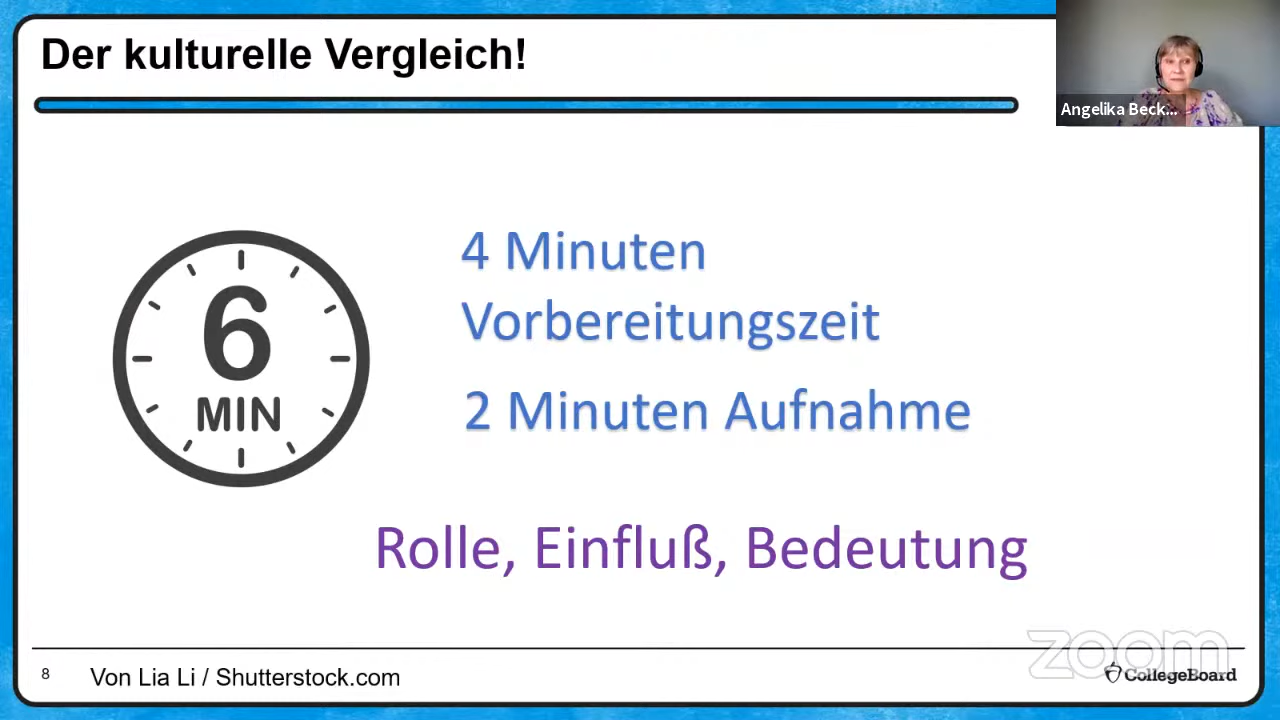 Der kulturelle Vergleich!
Angelika Beck...
6
MIN
4 Minuten
Vorbereitungszeit
2 Minuten Aufnahme
Rolle, Einfluß, Bedeutung
zoom
8
Von Lia Li / Shutterstock.com
CollegeBoard